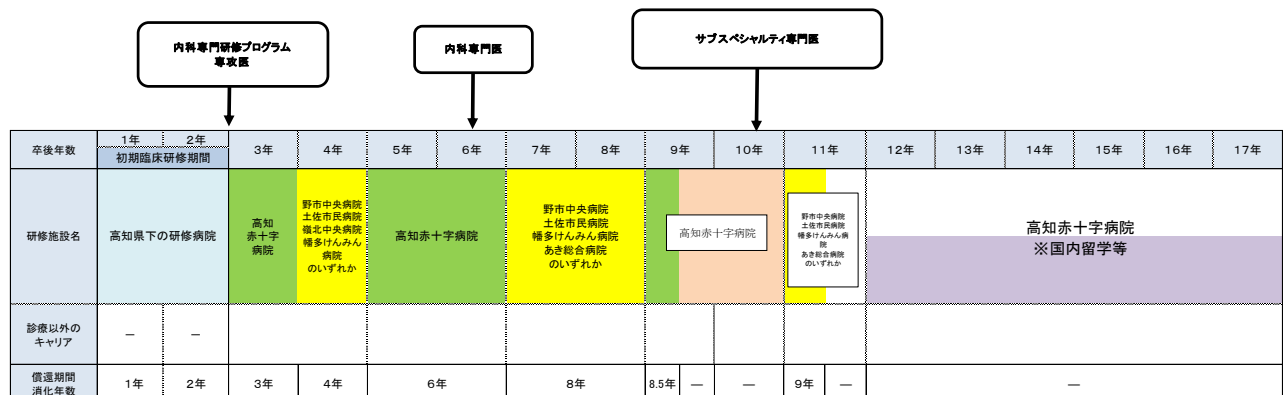 内科専門研修プログラム
専攻医
内科専門医
サブスペシャルティ専門医
卒後年数
1年
2年
初期臨床研修期間
3年
4年
5年
6年
7年
8年
9年
10年
11年
12年
13年
14年
15年
16年
17年
研修施設名
高知県下の研修病院
高知
赤十字
病院
野市中央病院
土佐市民病院
嶺北中央病院
幡多けんみん
病院
のいずれか
高知赤十字病院
野市中央病院
土佐市民病院
幡多けんみん病院
あき総合病院
のいずれか
高知赤十字病院
野市中央病院
土佐市民病院
幡多けんみん病
院
あき総合病院
のいずれか
高知赤十字病院
※国内留学等
診療以外の
キャリア
―
―
償還期間
消化年数
1年
2年
3年
4年
6年
8年
8.5年
―
―
9年
―
―